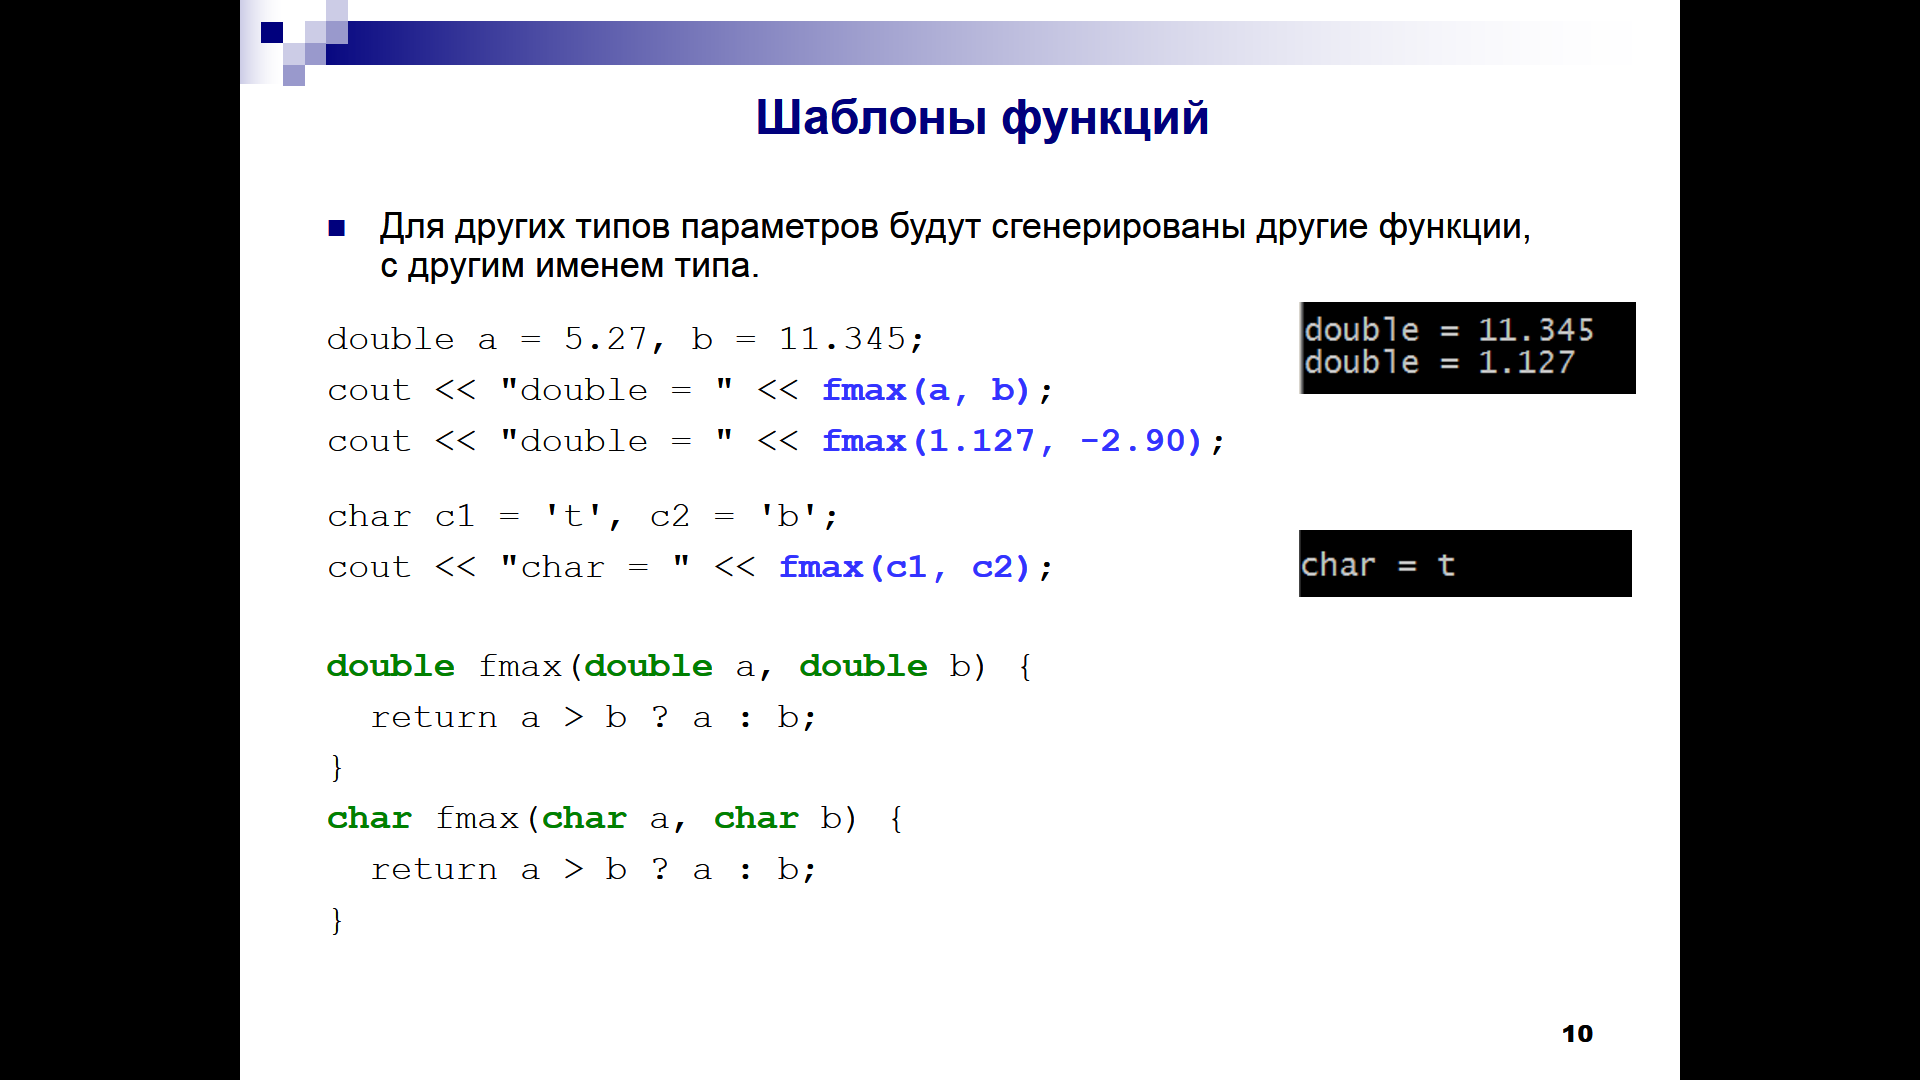 Шаблоны функций
Для других типов параметров будут сгенерированы другие функции,
с другим именем типа.
double a = 5.27, b = 11.345;
cout << "double = " << fmax(a, b);
cout << "double = " << fmax(1.127, -2.90);
double = 11.345
double = 1.127
char c1 = 't', c2 = 'b';
cout << "char = " << fmax(c1, c2);
char = t
double fmax(double a, double b) {
  return a > b ? a : b;
}
char fmax(char a, char b) {
  return a > b ? a : b;
}
10